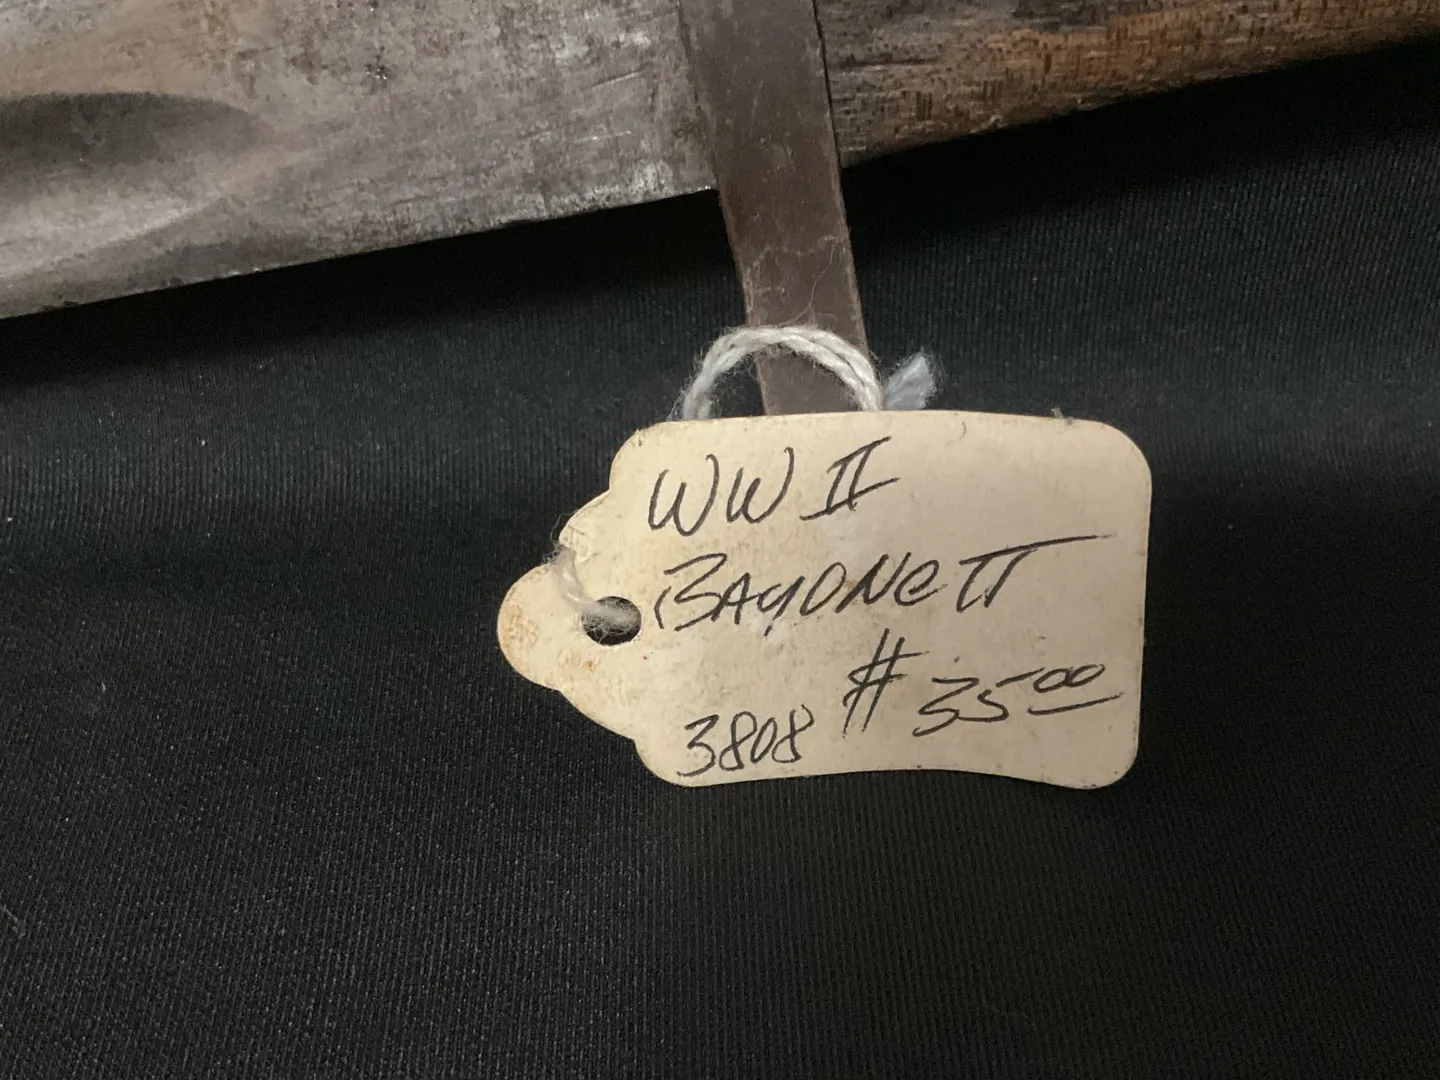 WW II
BAYONETT
# 35.00
3808